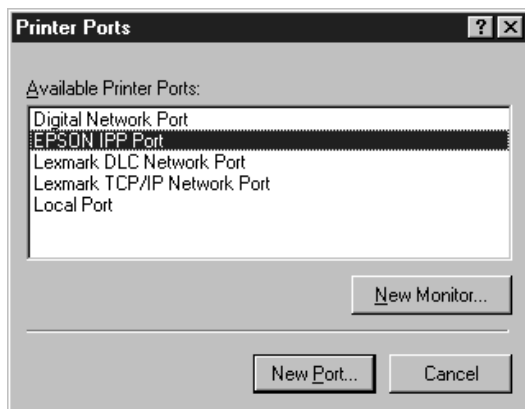 Printer Ports
Available Printer Ports:
Digital Network Port
EPSON IPP Port
Lexmark DLC Network Port
Lexmark TCP/IP Network Port
Local Port
New Monitor...
New Port...
Cancel